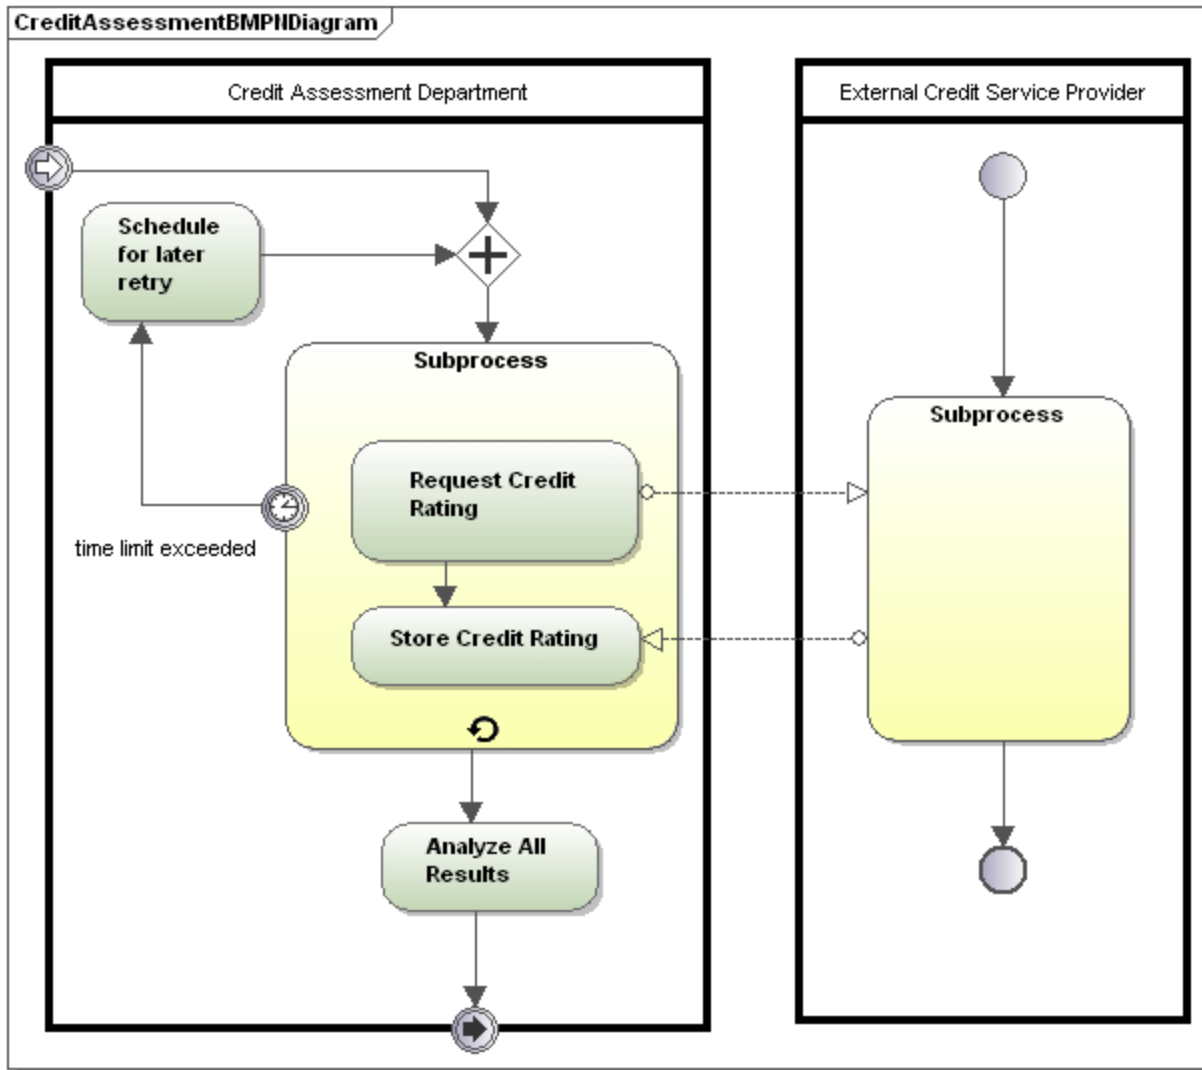 CreditAssessmentBMPNDiagram
Credit Assessment Department
External Credit Service Provider
Schedule
for later
retry
Subprocess
Subprocess
Request Credit
Rating
time limit exceeded
Store Credit Rating
Analyze All
Results